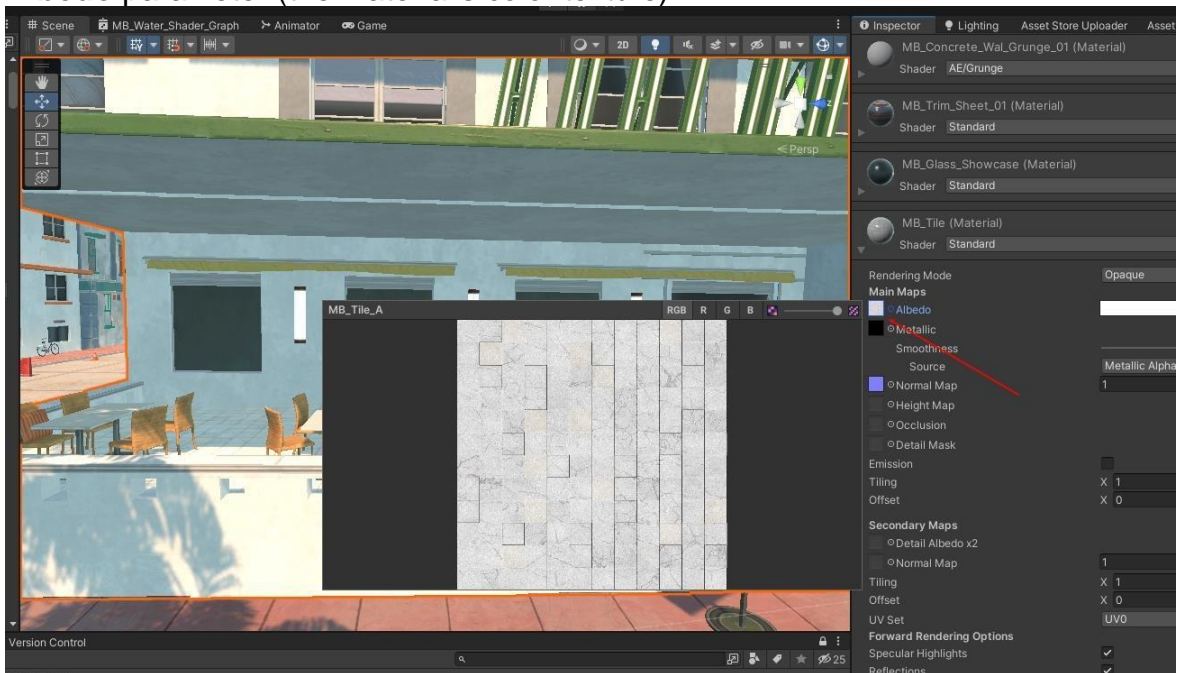 # Scene MB_Water_Shader_Graph Animator Game
2D
Persp
z
MB_Tile_A RGB R G B
Version Control
25
Inspector Lighting Asset Store Uploader Asset
MB_Concrete_Wal_Grunge_01 (Material)
Shader AE/Grunge
MB_Trim_Sheet_01 (Material)
Shader Standard
MB_Glass_Showcase (Material)
Shader Standard
MB_Tile (Material)
Shader Standard
Rendering Mode Opaque
Main Maps
Albedo
Metallic
Smoothness
Source Metallic Alpha
Normal Map 1
Height Map
Occlusion
Detail Mask
Emission
Tiling X 1
Offset X 0
Secondary Maps
Detail Albedo x2
Normal Map 1
Tiling X 1
Offset X 0
UV Set UV0
Forward Rendering Options
Specular Highlights
Reflections